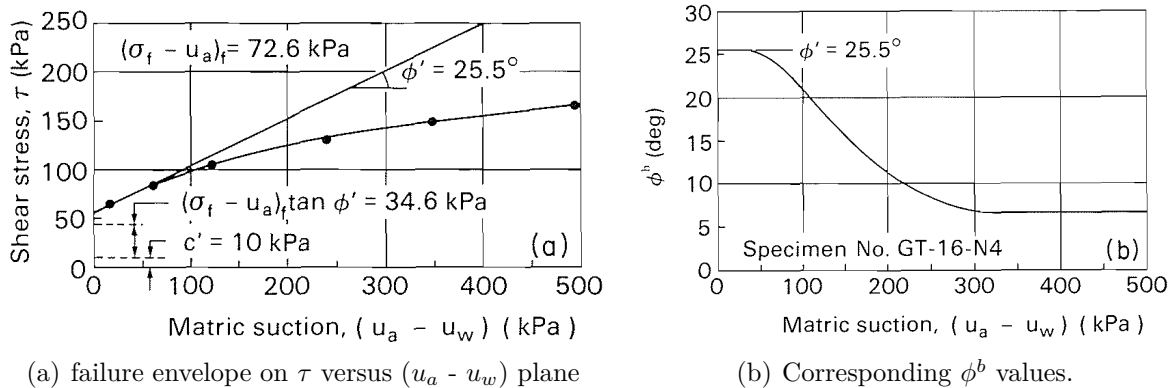 250
200
150
100
50
0
Shear stress, τ (kPa)
(σf – ua)f = 72.6 kPa
ϕ' = 25.5°
(σf – ua)f tan ϕ' = 34.6 kPa
c' = 10 kPa
(a)
0 100 200 300 400 500
Matric suction, (ua – uw) (kPa)
(a) failure envelope on τ versus (ua - uw) plane
30
25
20
15
10
5
0
ϕb (deg)
ϕ' = 25.5°
Specimen No. GT-16-N4
(b)
0 100 200 300 400 500
Matric suction, (ua – uw) (kPa)
(b) Corresponding ϕb values.